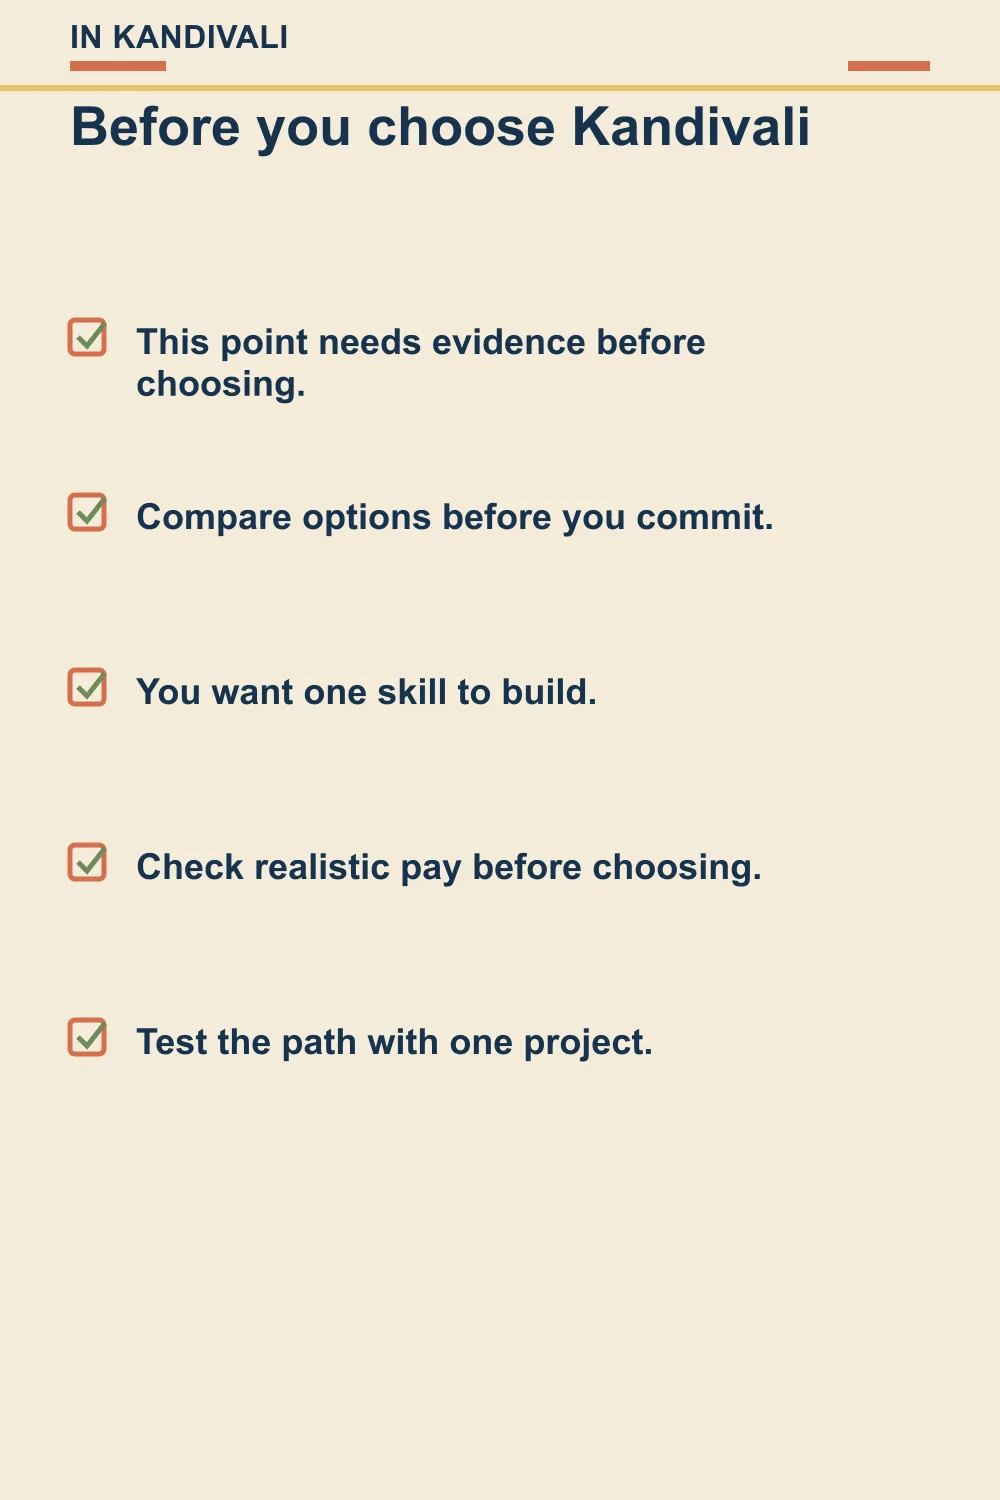 IN KANDIVALI
Before you choose Kandivali
This point needs evidence before
choosing.
Compare options before you commit.
You want one skill to build.
Check realistic pay before choosing.
Test the path with one project.